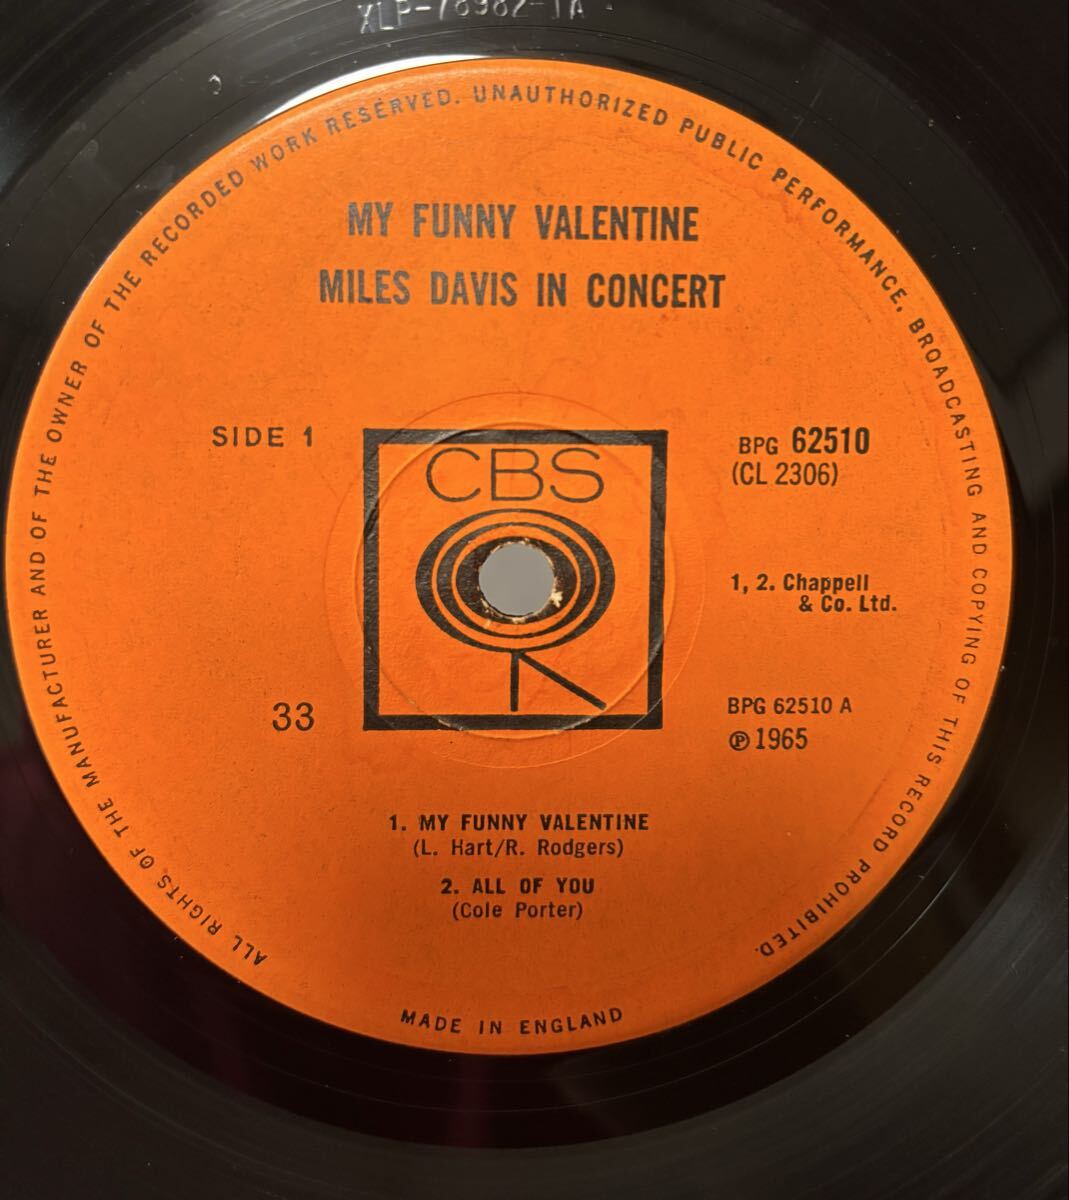 XLP-78982-1A
ALL RIGHTS OF THE MANUFACTURER AND OF THE OWNER OF THE RECORDED WORK RESERVED. UNAUTHORIZED PUBLIC PERFORMANCE, BROADCASTING AND COPYING OF THIS RECORD PROHIBITED.
MY FUNNY VALENTINE
MILES DAVIS IN CONCERT
SIDE 1
CBS
BPG 62510
(CL 2306)
1, 2. Chappell
& Co. Ltd.
33
BPG 62510 A
℗ 1965
1. MY FUNNY VALENTINE
(L. Hart/R. Rodgers)
2. ALL OF YOU
(Cole Porter)
MADE IN ENGLAND